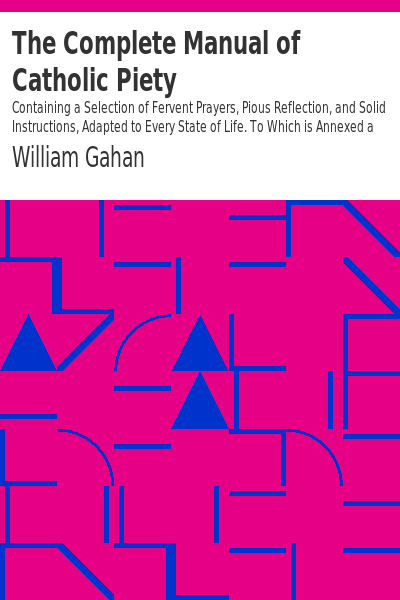 The Complete Manual of
Catholic Piety
Containing a Selection of Fervent Prayers, Pious Reflection, and Solid
Instructions, Adapted to Every State of Life. To Which is Annexed a
William Gahan